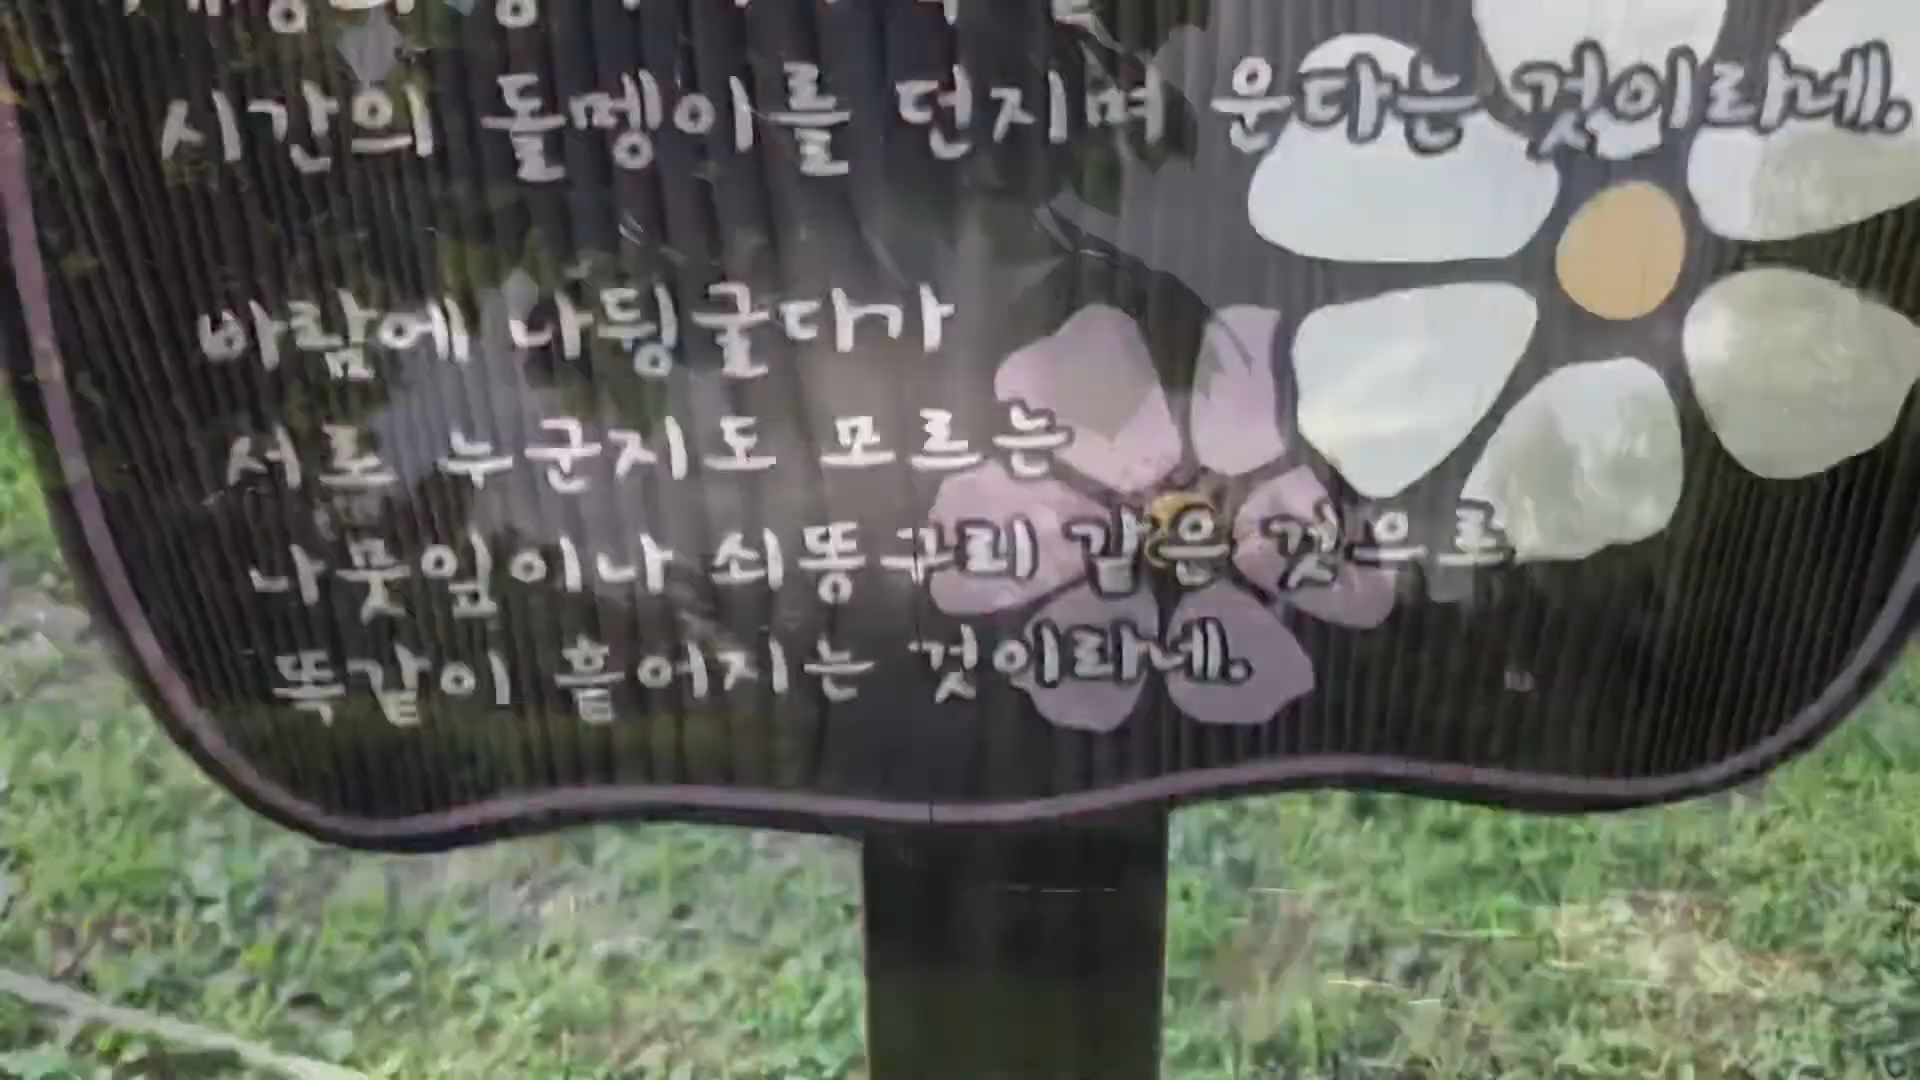 시간의 돌멩이를 던지며 운다는 것이라네.
바람에 나뒹굴다가
서로 누군지도 모르는
나뭇잎이나 쇠똥구리 같은 것으로
똑같이 흩어지는 것이라네.